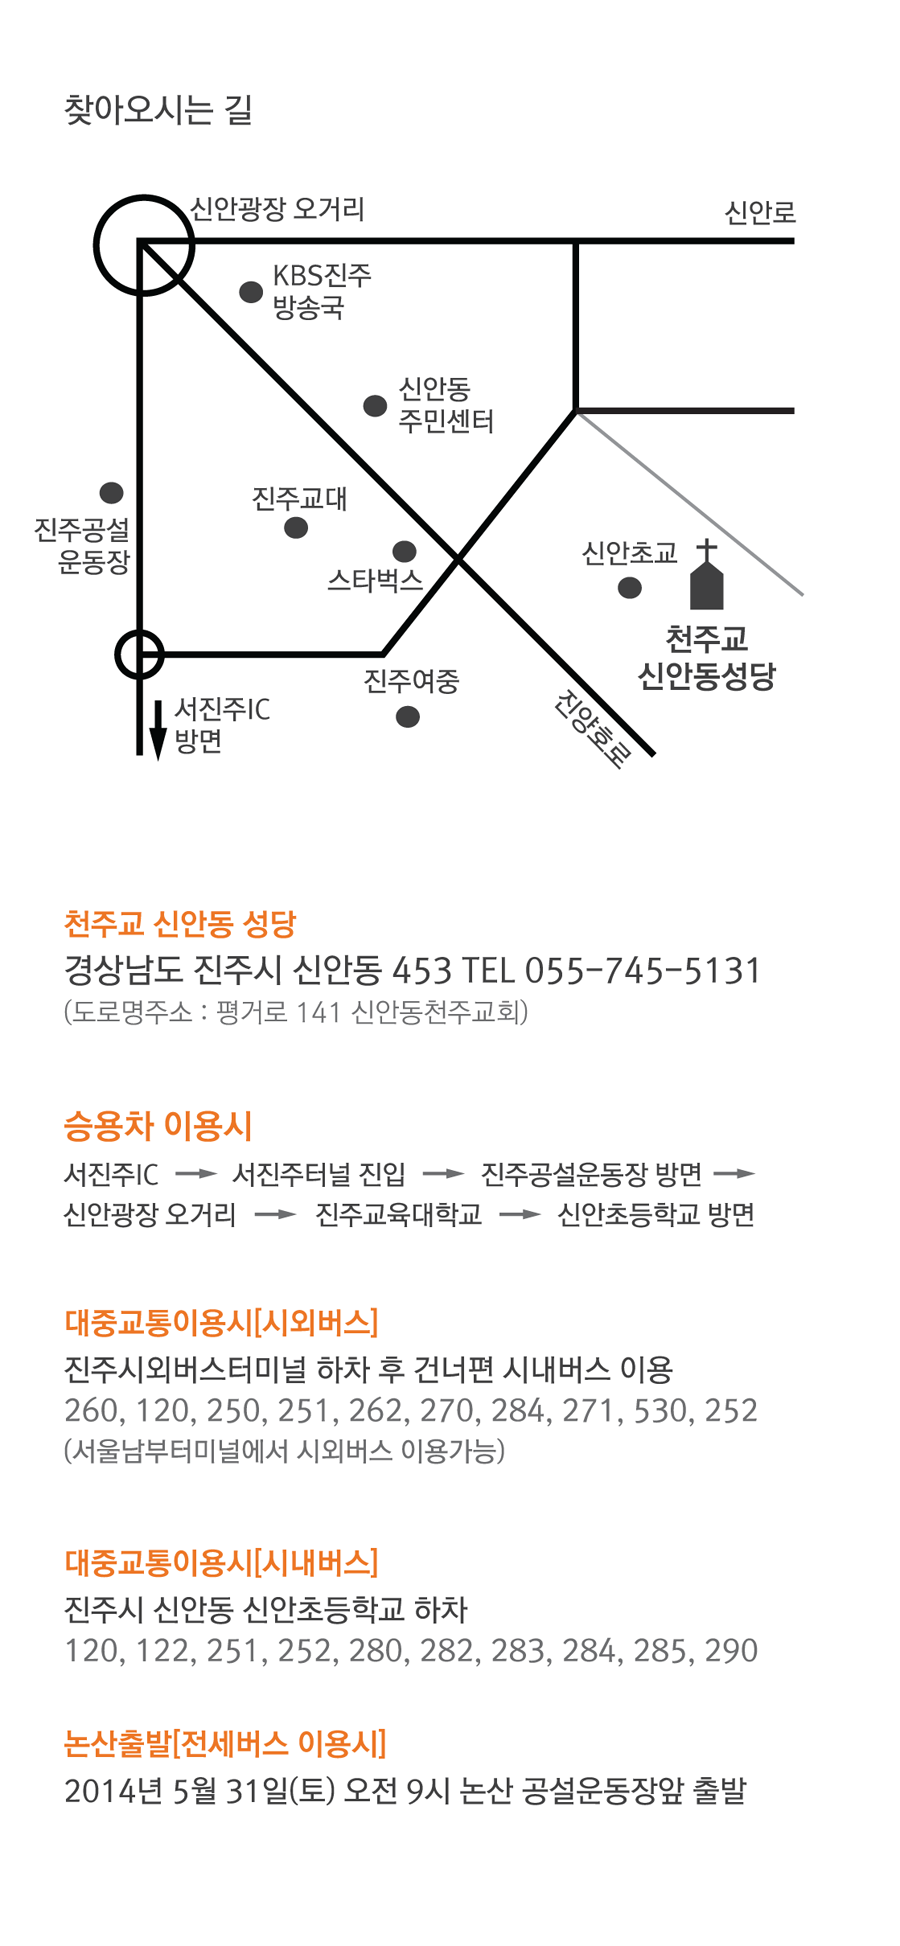 찾아오시는 길
신안광장 오거리
신안로
KBS진주
방송국
신안동
주민센터
진주교대
진주공설
운동장
스타벅스
신안초교
천주교
신안동성당
진주여중
서진주IC
방면
진양호로
천주교 신안동 성당
경상남도 진주시 신안동 453 TEL 055-745-5131
(도로명주소 : 평거로 141 신안동천주교회)
승용차 이용시
서진주IC → 서진주터널 진입 → 진주공설운동장 방면 →
신안광장 오거리 → 진주교육대학교 → 신안초등학교 방면
대중교통이용시[시외버스]
진주시외버스터미널 하차 후 건너편 시내버스 이용
260, 120, 250, 251, 262, 270, 284, 271, 530, 252
(서울남부터미널에서 시외버스 이용가능)
대중교통이용시[시내버스]
진주시 신안동 신안초등학교 하차
120, 122, 251, 252, 280, 282, 283, 284, 285, 290
논산출발[전세버스 이용시]
2014년 5월 31일(토) 오전 9시 논산 공설운동장앞 출발